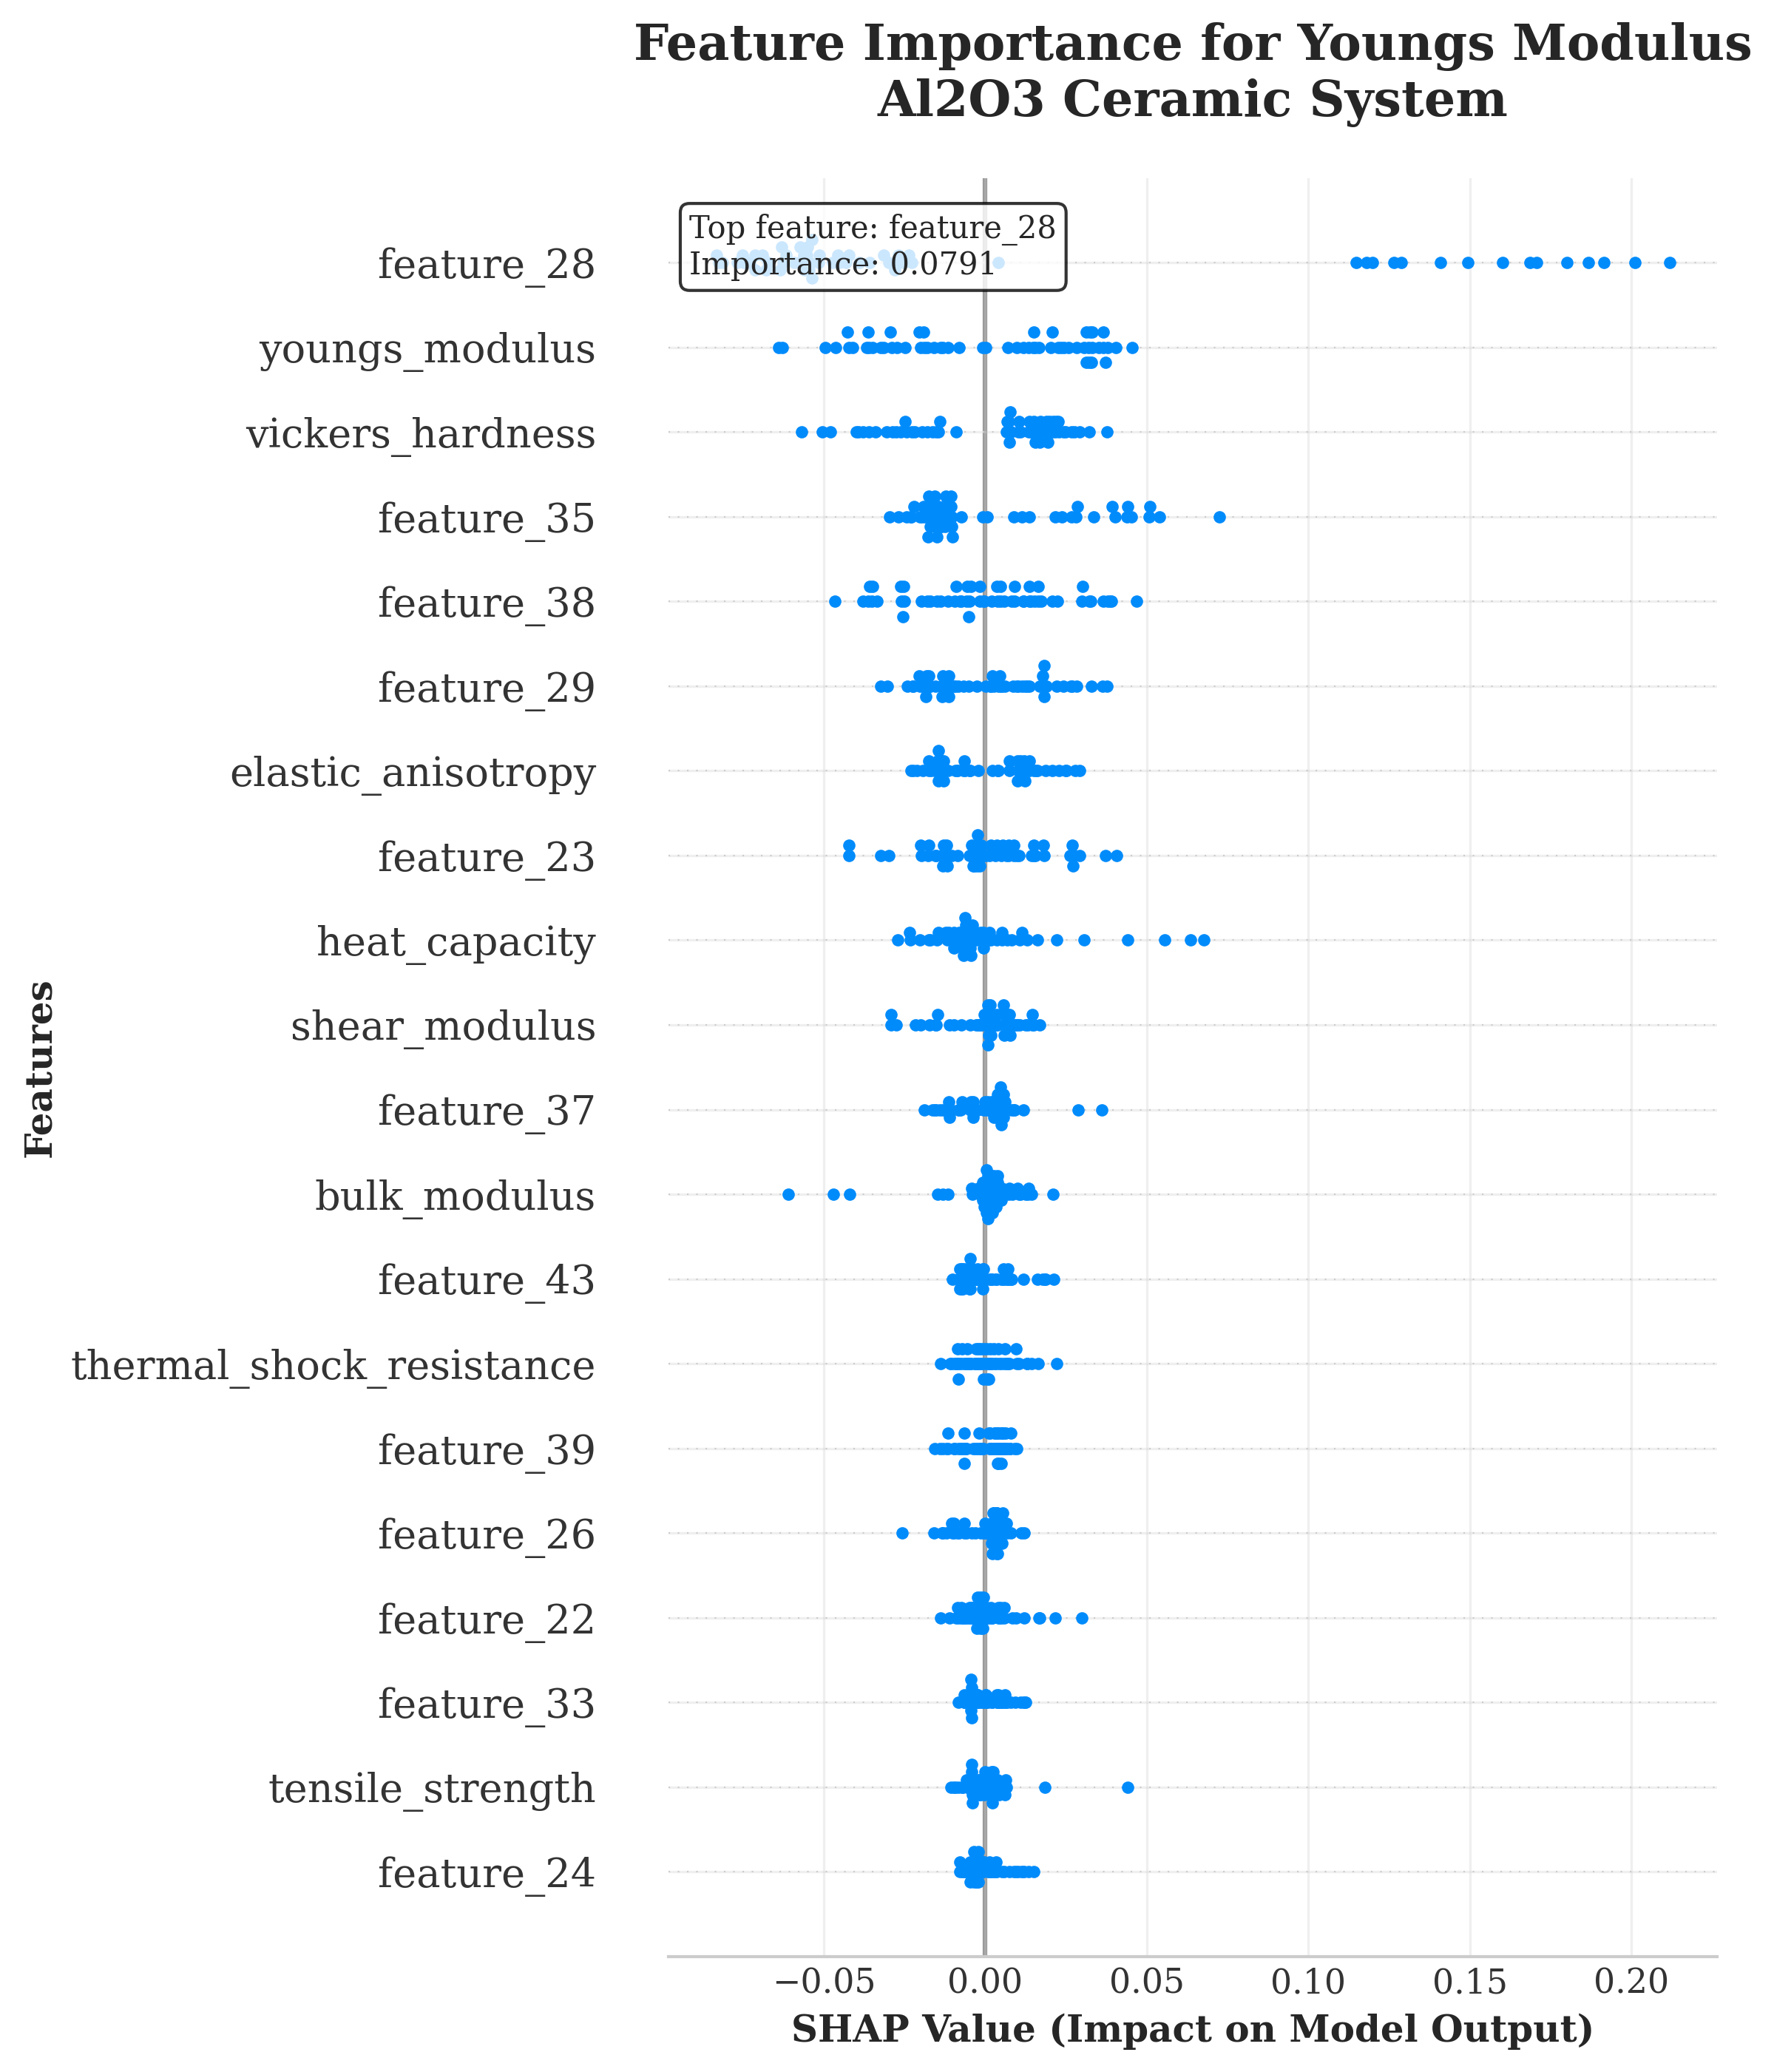 Feature Importance for Youngs Modulus
Al2O3 Ceramic System
Top feature: feature_28
Importance: 0.0791
feature_28
youngs_modulus
vickers_hardness
feature_35
feature_38
feature_29
elastic_anisotropy
feature_23
heat_capacity
shear_modulus
feature_37
bulk_modulus
feature_43
thermal_shock_resistance
feature_39
feature_26
feature_22
feature_33
tensile_strength
feature_24
Features
−0.05 0.00 0.05 0.10 0.15 0.20
SHAP Value (Impact on Model Output)